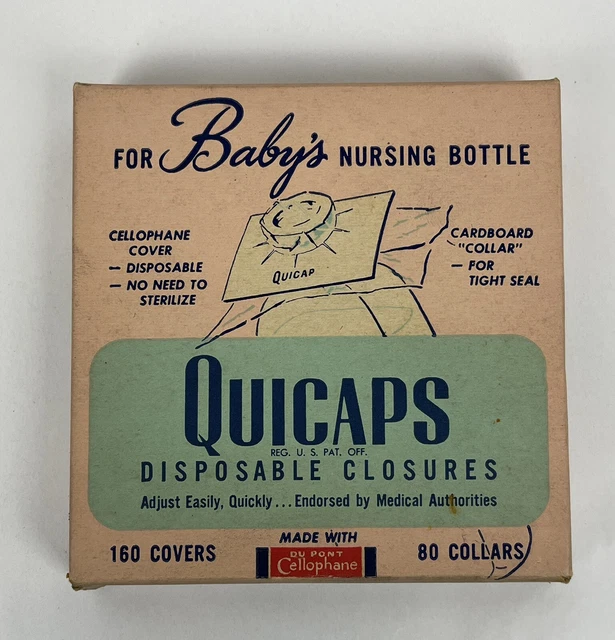 FOR Baby's NURSING BOTTLE
CELLOPHANE
COVER
— DISPOSABLE
— NO NEED TO
STERILIZE
CARDBOARD
"COLLAR"
— FOR
TIGHT SEAL
QUICAP
QUICAPS
REG. U. S. PAT. OFF.
DISPOSABLE CLOSURES
Adjust Easily, Quickly...Endorsed by Medical Authorities
160 COVERS
MADE WITH
DU PONT
Cellophane
80 COLLARS